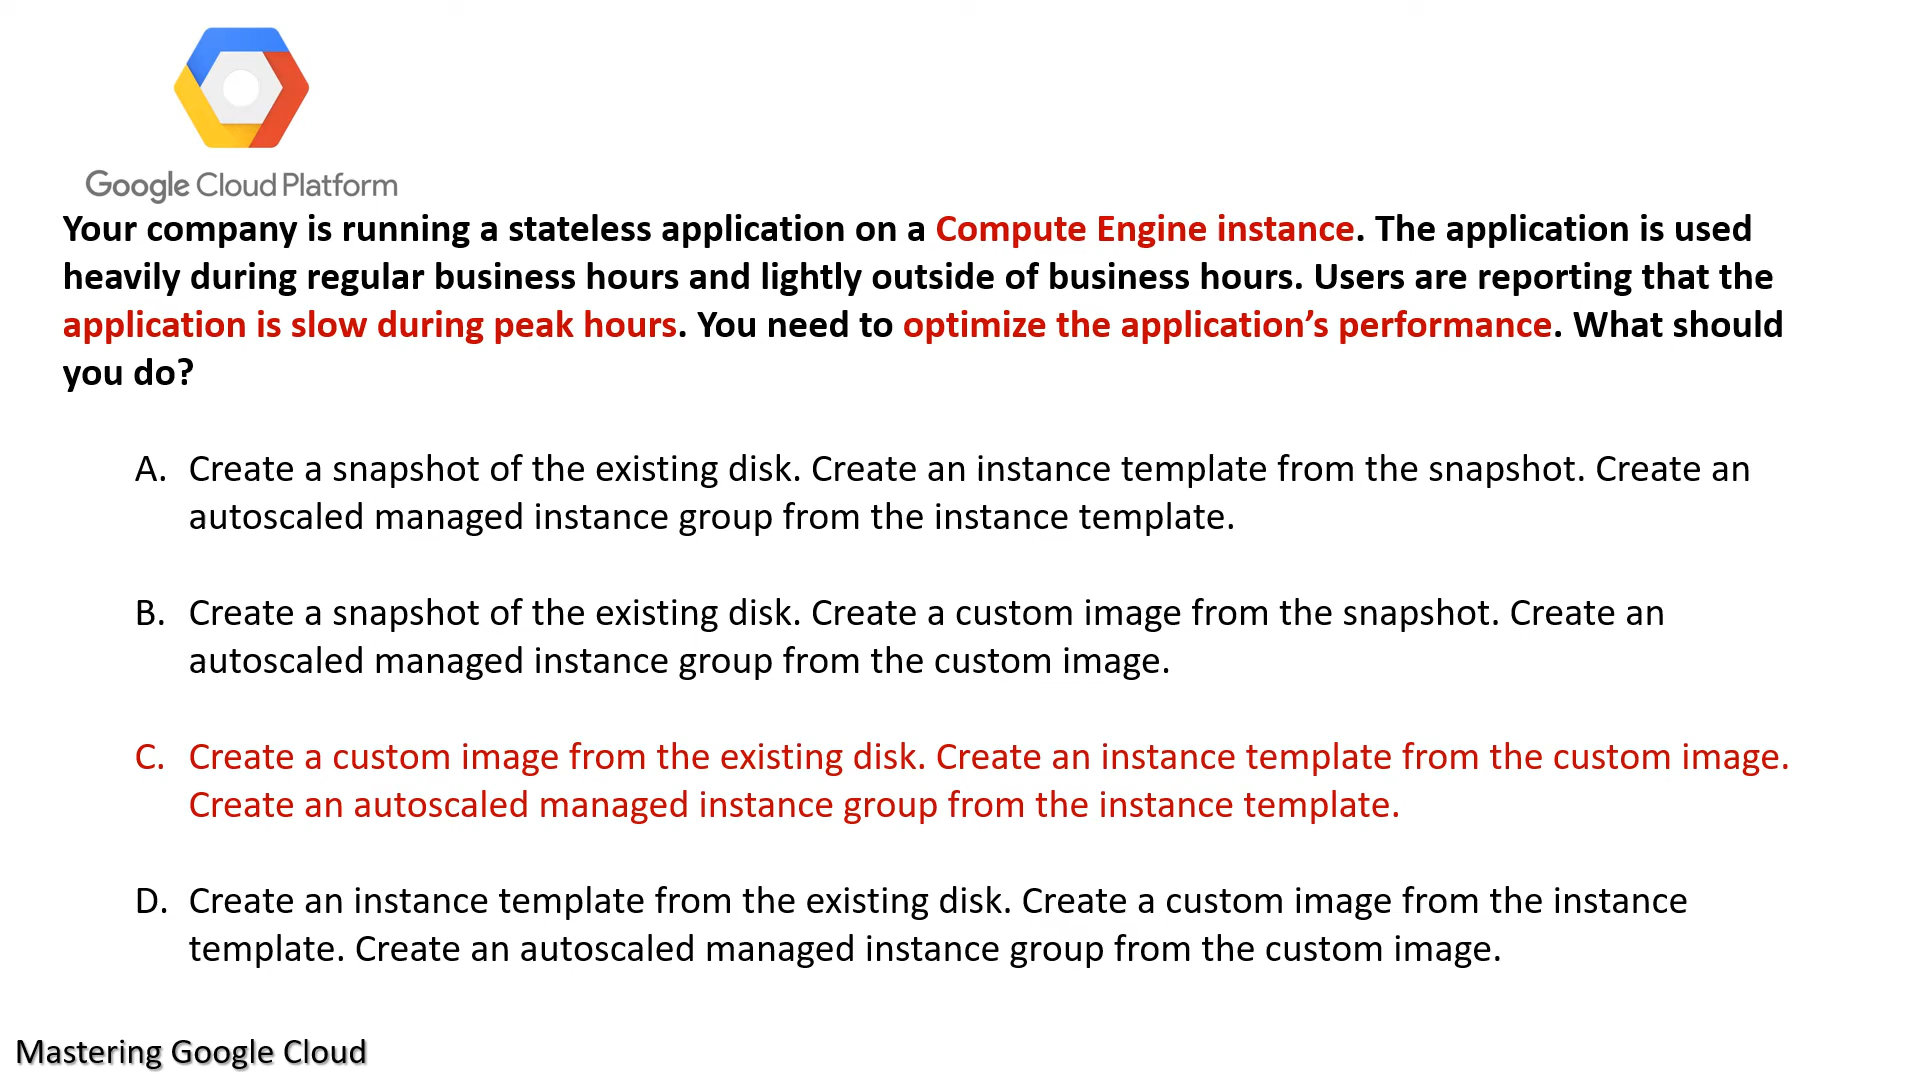 Google Cloud Platform
Your company is running a stateless application on a Compute Engine instance. The application is used
heavily during regular business hours and lightly outside of business hours. Users are reporting that the
application is slow during peak hours. You need to optimize the application’s performance. What should
you do?
A. Create a snapshot of the existing disk. Create an instance template from the snapshot. Create an
autoscaled managed instance group from the instance template.
B. Create a snapshot of the existing disk. Create a custom image from the snapshot. Create an
autoscaled managed instance group from the custom image.
C. Create a custom image from the existing disk. Create an instance template from the custom image.
Create an autoscaled managed instance group from the instance template.
D. Create an instance template from the existing disk. Create a custom image from the instance
template. Create an autoscaled managed instance group from the custom image.
Mastering Google Cloud